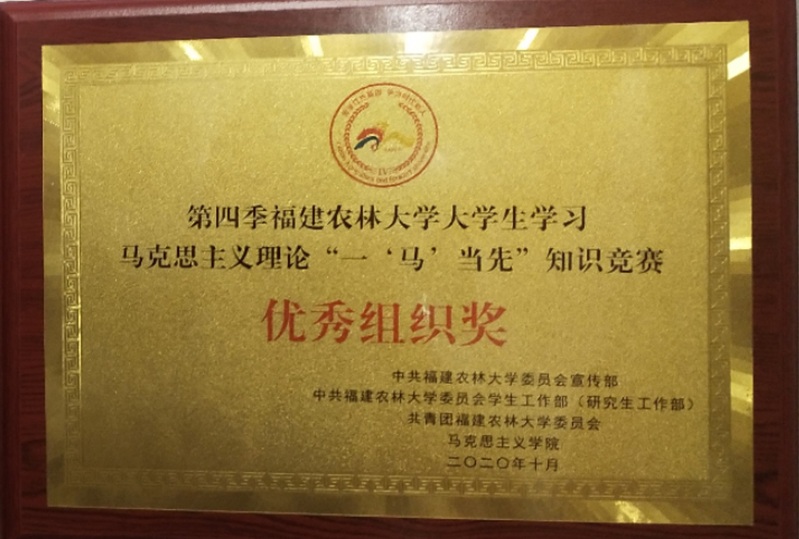 第四季福建农林大学大学生学习
马克思主义理论“一‘马’当先”知识竞赛
优秀组织奖
中共福建农林大学委员会宣传部
中共福建农林大学委员会学生工作部（研究生工作部）
共青团福建农林大学委员会
马克思主义学院
二〇二〇年十月